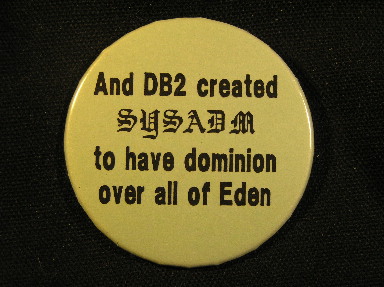 And DB2 created
SYSADM
to have dominion
over all of Eden